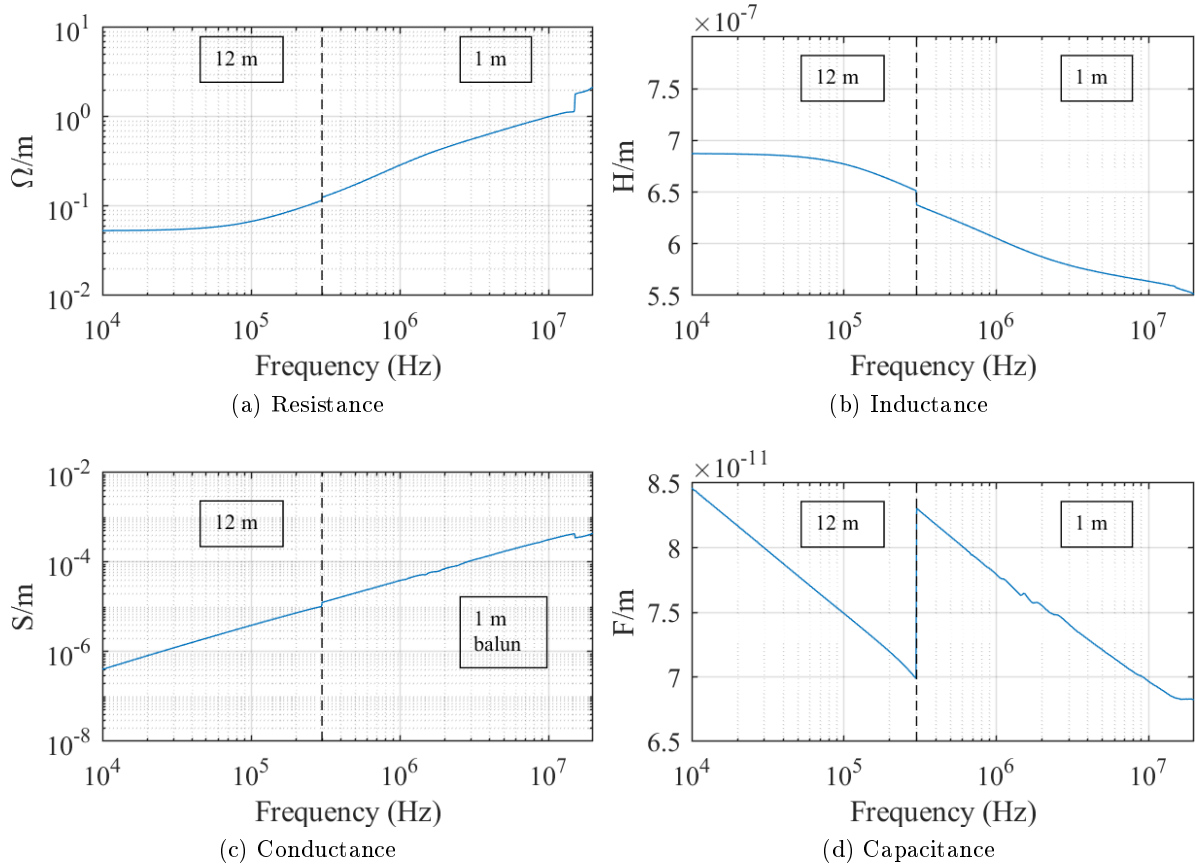 10^1
10^0
10^-1
10^-2
Ω/m
12 m
1 m
10^4
10^5
10^6
10^7
Frequency (Hz)
(a) Resistance
×10^-7
7.5
7
6.5
6
5.5
H/m
12 m
1 m
10^4
10^5
10^6
10^7
Frequency (Hz)
(b) Inductance
10^-2
10^-4
10^-6
10^-8
S/m
12 m
1 m
balun
10^4
10^5
10^6
10^7
Frequency (Hz)
(c) Conductance
×10^-11
8.5
8
7.5
7
6.5
F/m
12 m
1 m
10^4
10^5
10^6
10^7
Frequency (Hz)
(d) Capacitance